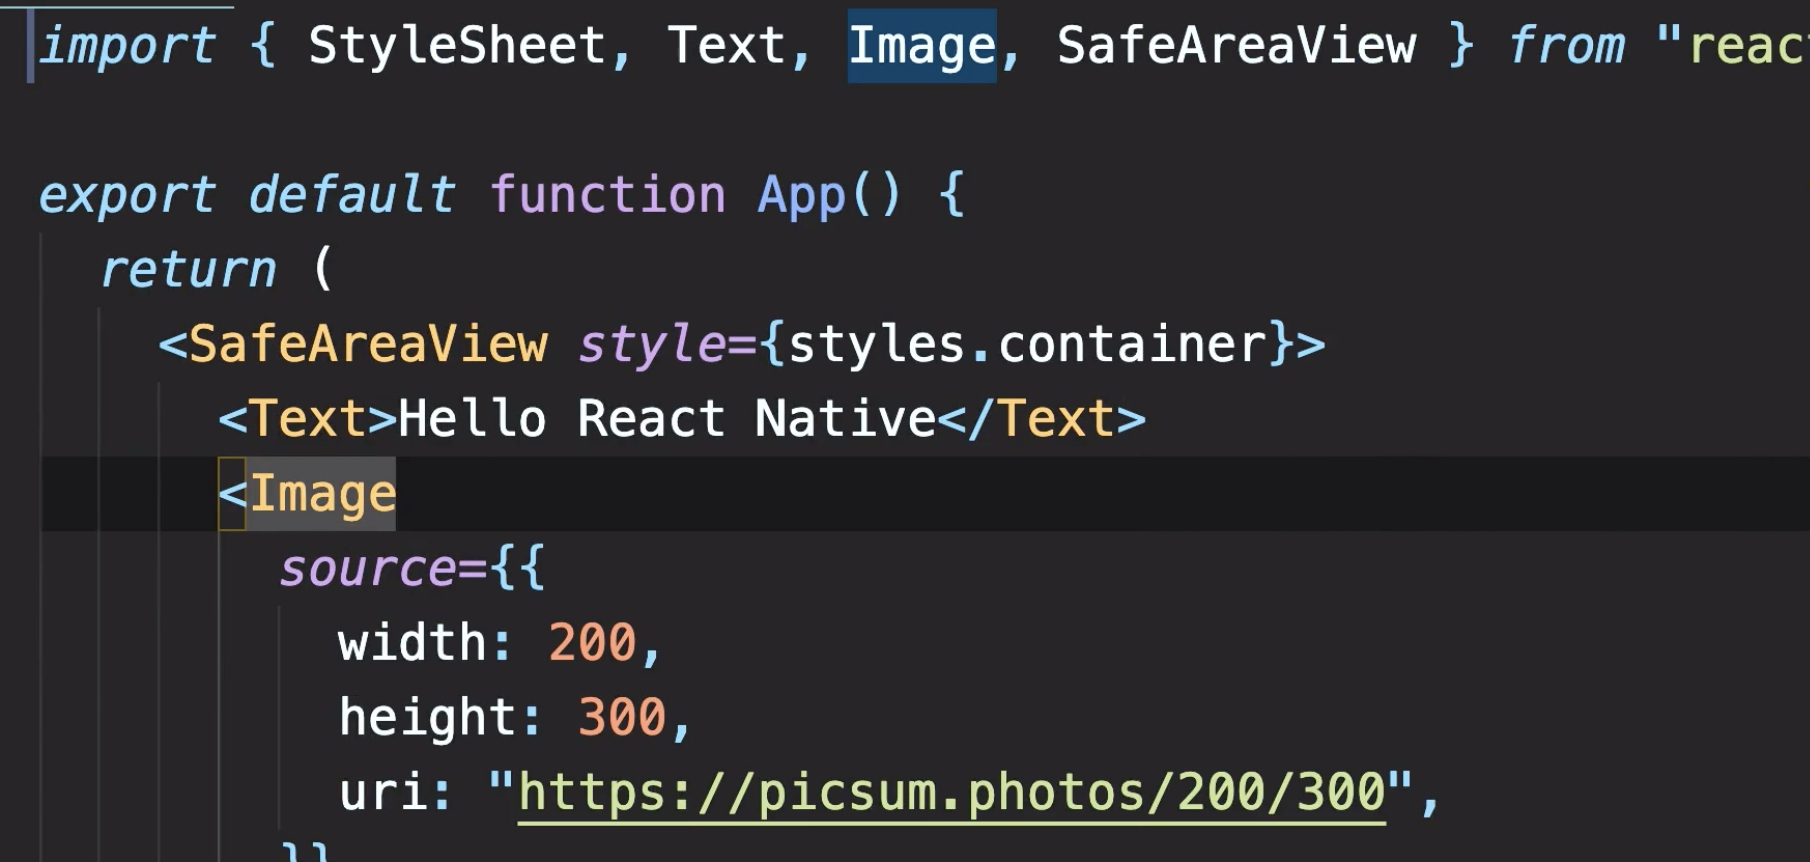 import { StyleSheet, Text, Image, SafeAreaView } from "reac
export default function App() {
return (
<SafeAreaView style={styles.container}>
<Text>Hello React Native</Text>
<Image
source={{
width: 200,
height: 300,
uri: "https://picsum.photos/200/300",
}}